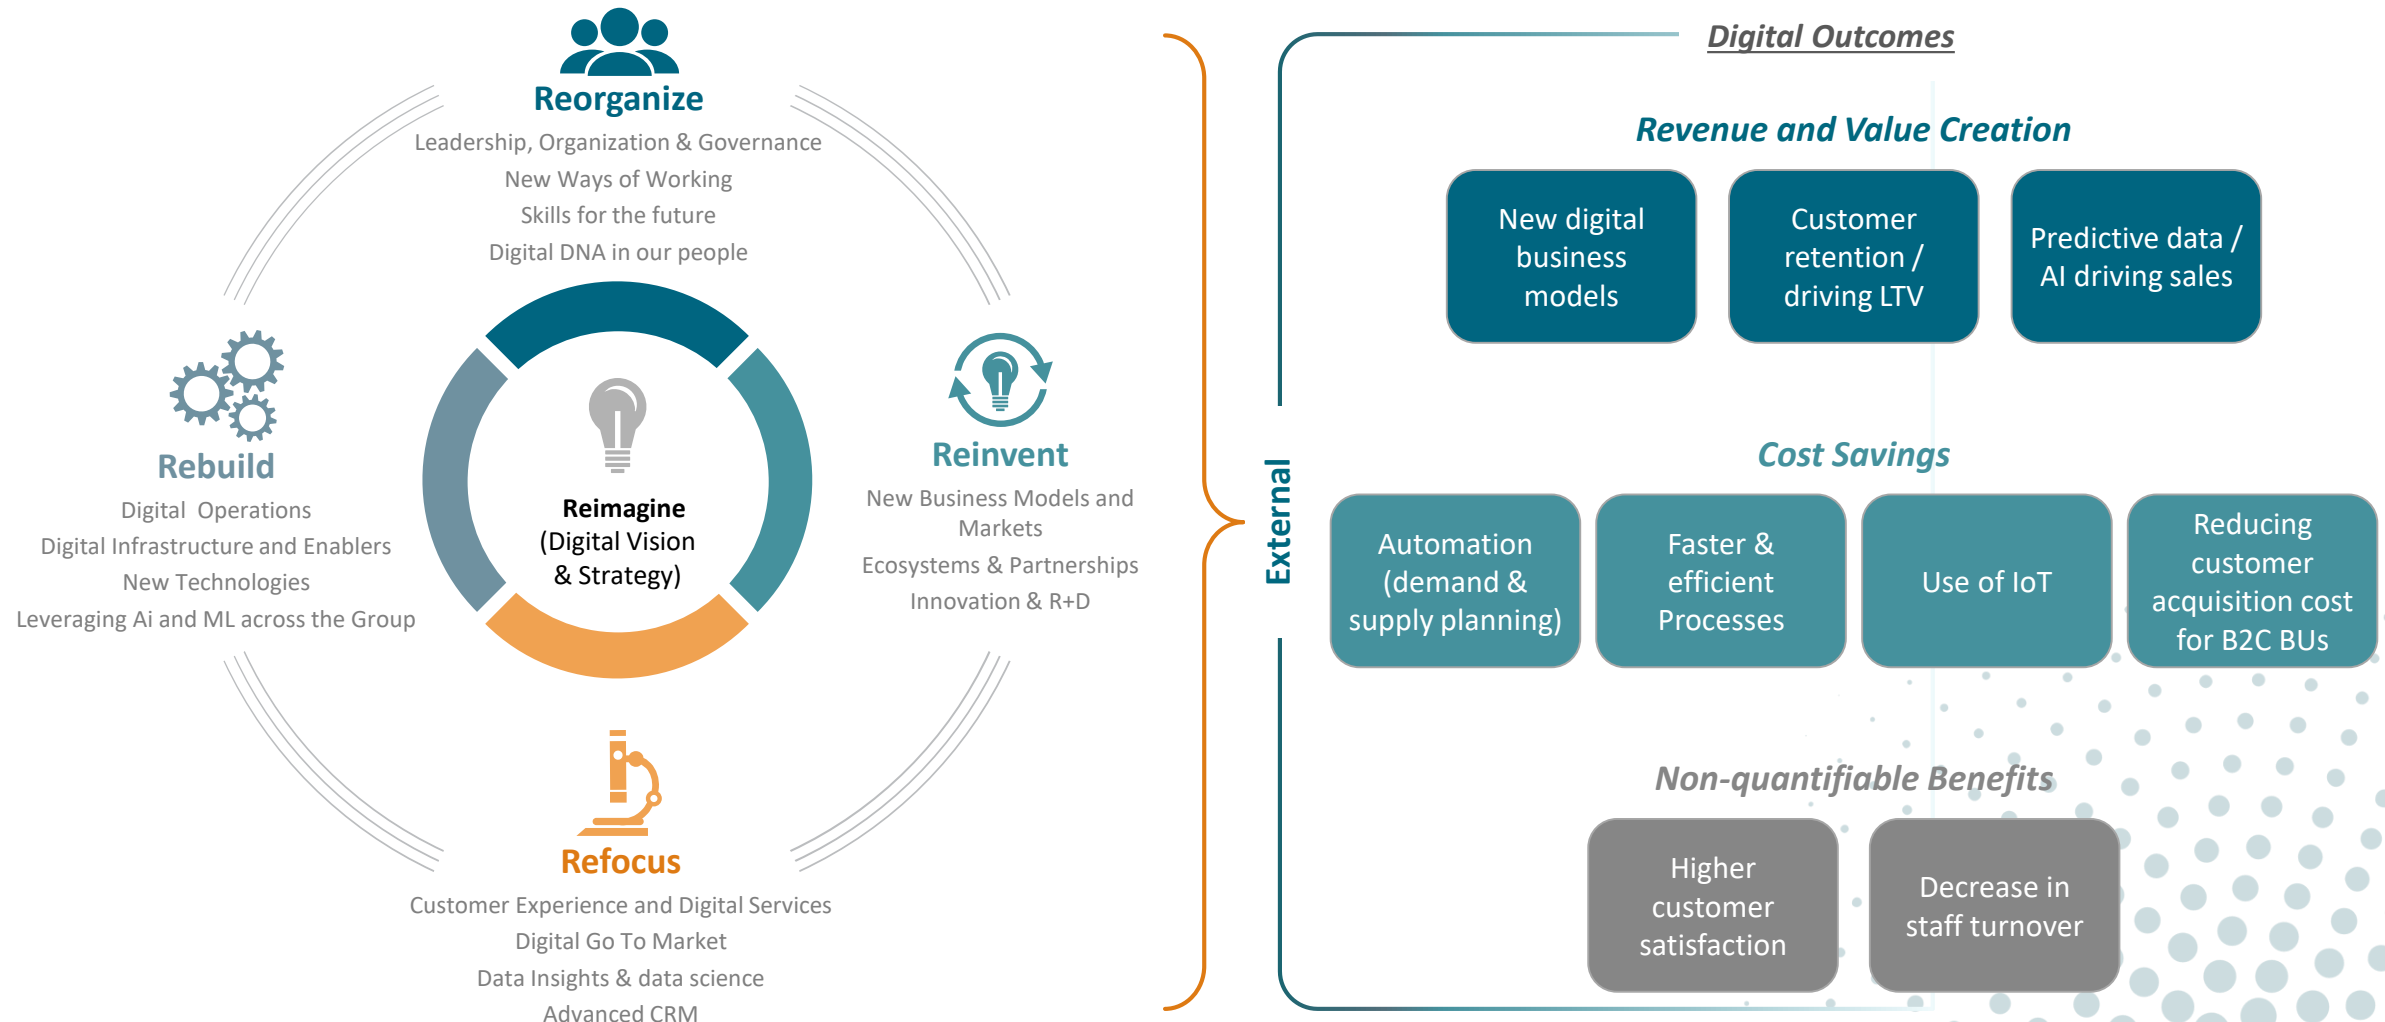 Reorganize
Leadership, Organization & Governance
New Ways of Working
Skills for the future
Digital DNA in our people
Rebuild
Digital Operations
Digital Infrastructure and Enablers
New Technologies
Leveraging Ai and ML across the Group
Reimagine
(Digital Vision
& Strategy)
Reinvent
New Business Models and
Markets
Ecosystems & Partnerships
Innovation & R+D
Refocus
Customer Experience and Digital Services
Digital Go To Market
Data Insights & data science
Advanced CRM
External
Digital Outcomes
Revenue and Value Creation
New digital
business
models
Customer
retention /
driving LTV
Predictive data /
AI driving sales
Cost Savings
Automation
(demand &
supply planning)
Faster &
efficient
Processes
Use of IoT
Reducing
customer
acquisition cost
for B2C BUs
Non-quantifiable Benefits
Higher
customer
satisfaction
Decrease in
staff turnover